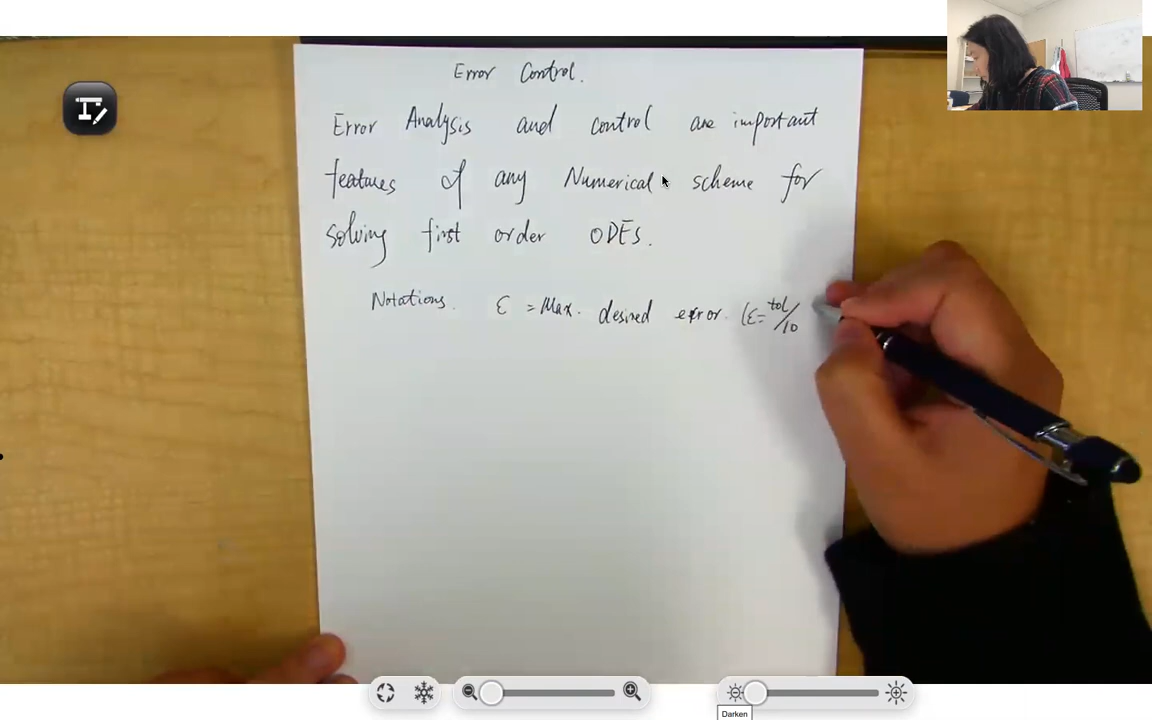 Error Control.
Error Analysis and control are important
features of any Numerical scheme for
solving first order ODEs.
Notations. ε = Max. desired error. (ε = tol/10
Darken